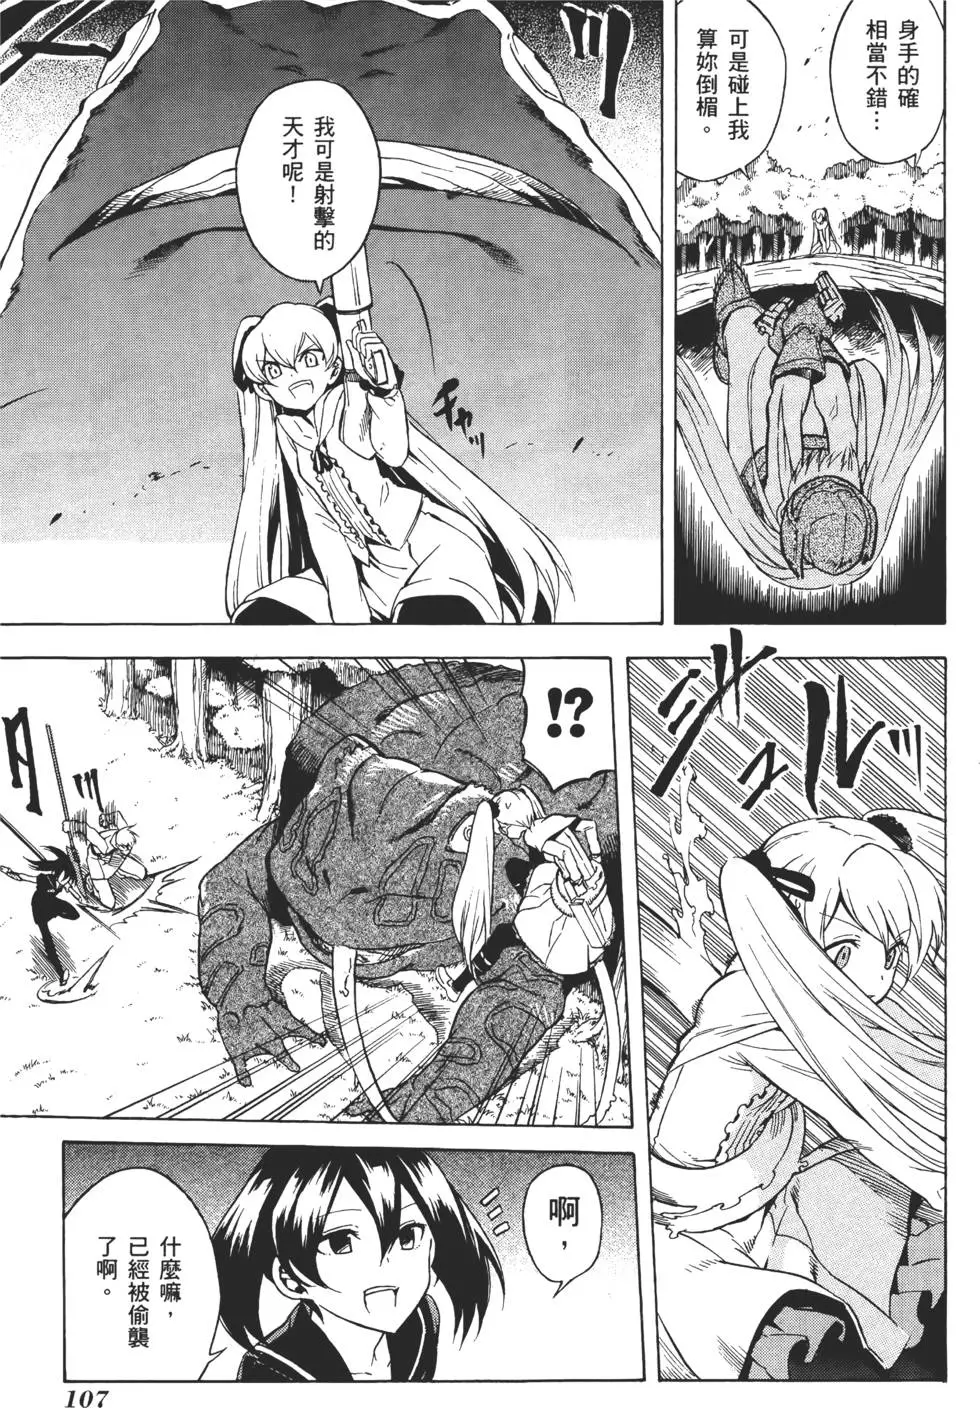 身手的確
相當不錯…
可是碰上我
算妳倒楣。
我可是射擊的
天才呢！
チャッ
ジュルッ
!?
タ
啊，
什麼嘛，
已經被偷襲
了啊。
107